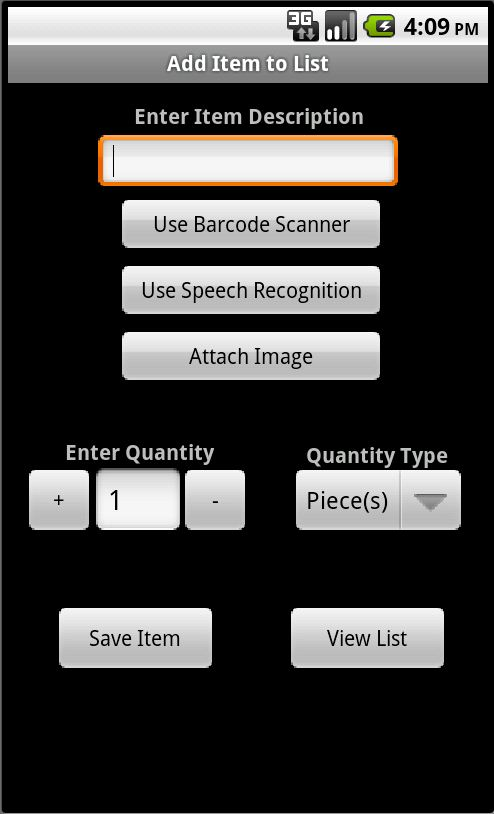 3G 4:09 PM
Add Item to List
Enter Item Description
Use Barcode Scanner
Use Speech Recognition
Attach Image
Enter Quantity Quantity Type
+ 1 - Piece(s)
Save Item View List